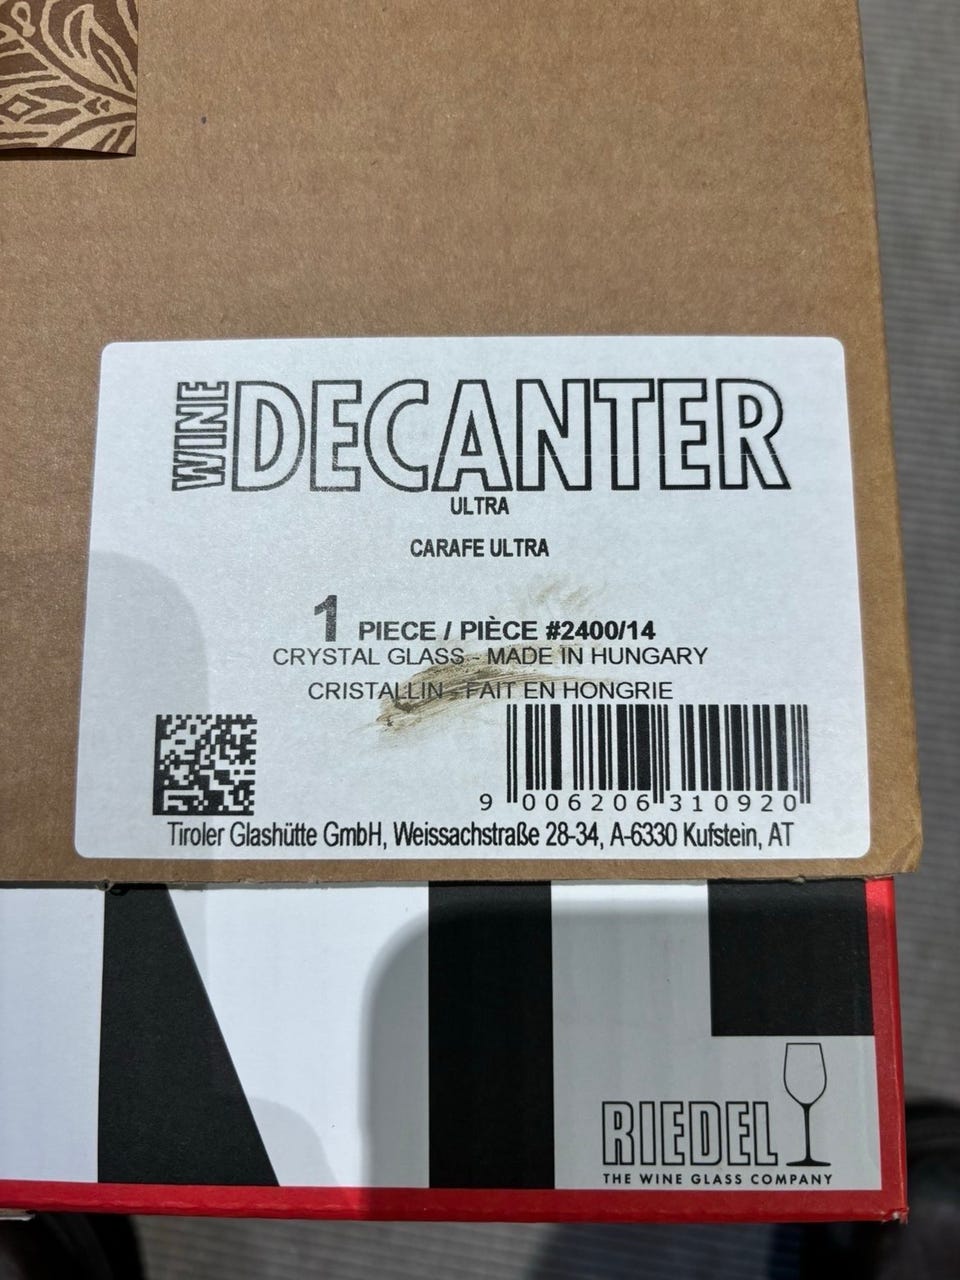 WINE DECANTER
ULTRA
CARAFE ULTRA
1 PIECE / PIÈCE #2400/14
CRYSTAL GLASS - MADE IN HUNGARY
CRISTALLIN - FAIT EN HONGRIE
9 006206 310920
Tiroler Glashütte GmbH, Weissachstraße 28-34, A-6330 Kufstein, AT
RIEDEL
THE WINE GLASS COMPANY